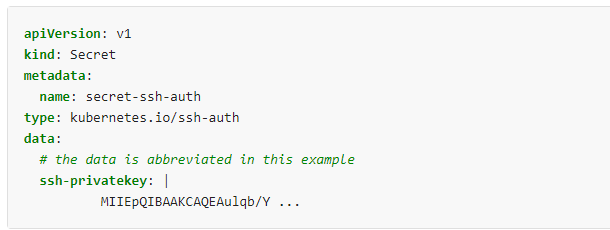 apiVersion: v1
kind: Secret
metadata:
  name: secret-ssh-auth
type: kubernetes.io/ssh-auth
data:
  # the data is abbreviated in this example
  ssh-privatekey: |
          MIIEpQIBAAKCAQEAulqb/Y ...